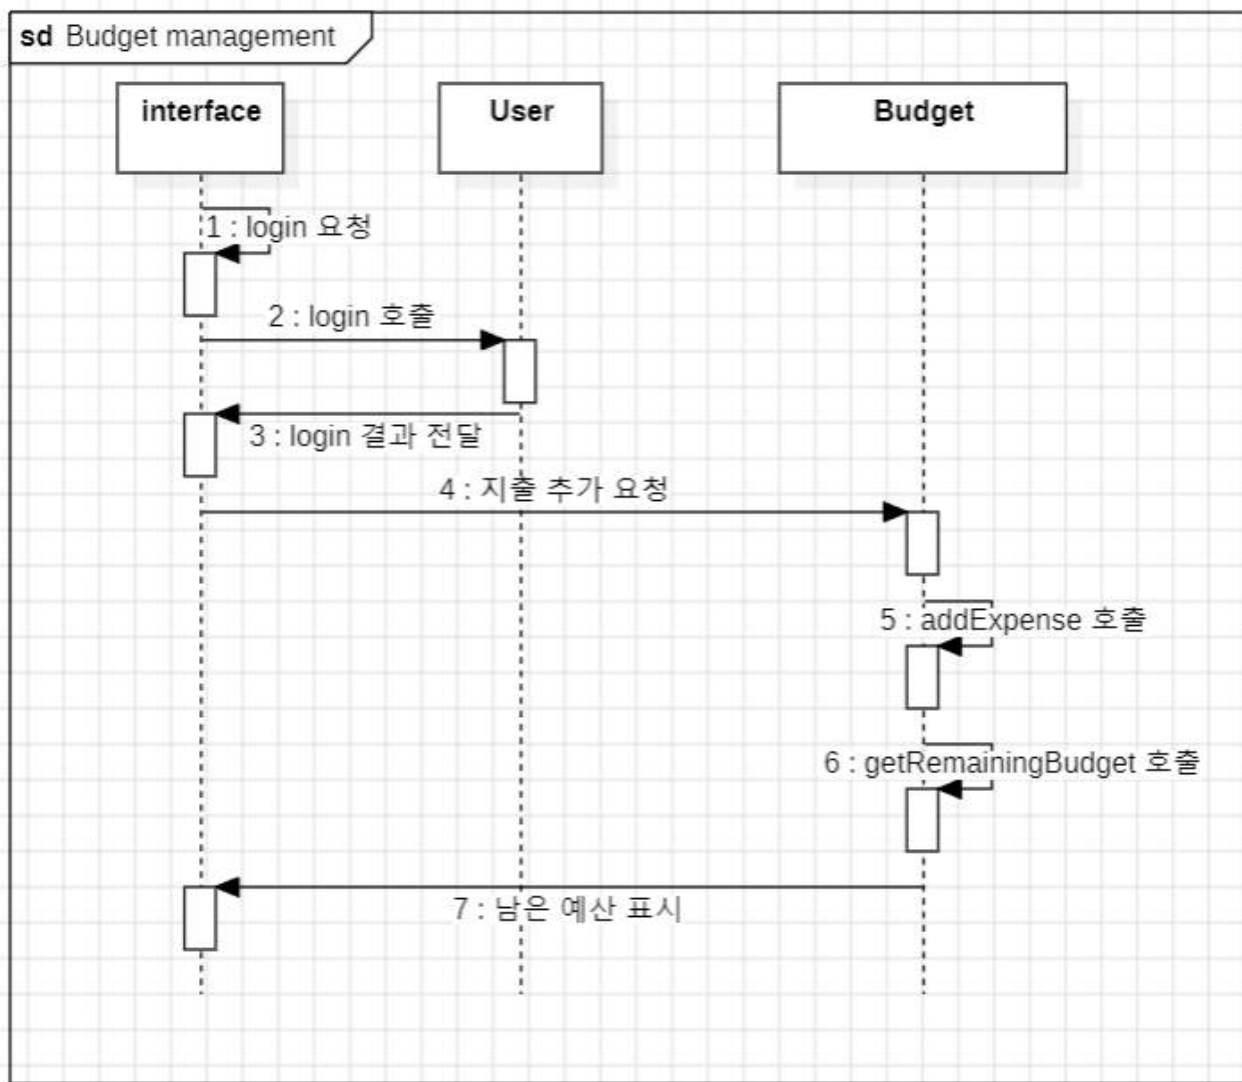 sd Budget management
interface
User
Budget
1 : login 요청
2 : login 호출
3 : login 결과 전달
4 : 지출 추가 요청
5 : addExpense 호출
6 : getRemainingBudget 호출
7 : 남은 예산 표시